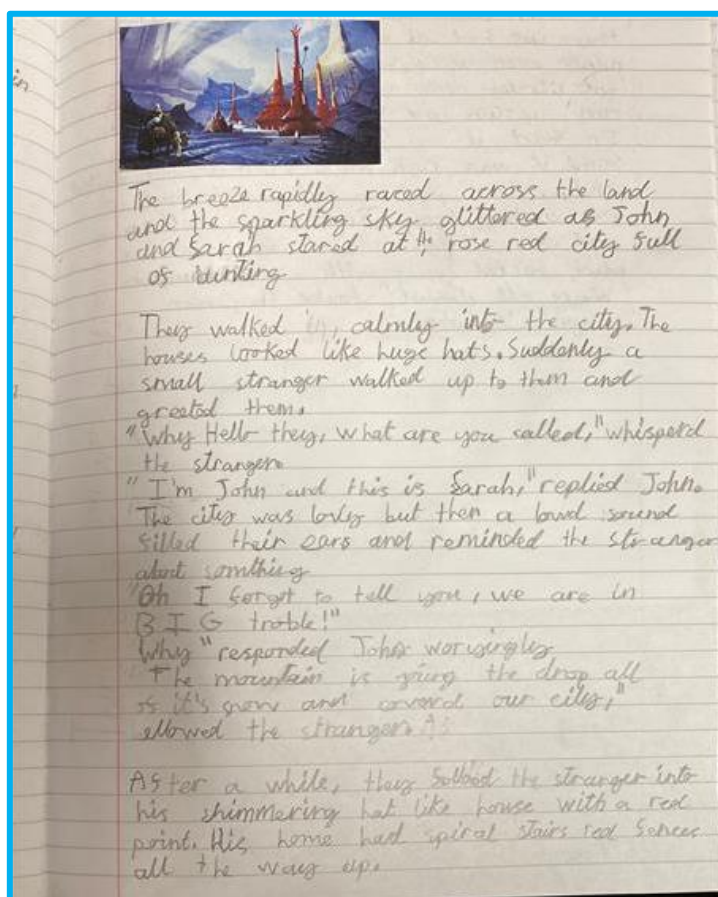 in
The breeze rapidly raced across the land
and the sparkling sky glittered as John
and Sarah stared at the rose red city full
of bunting
They walked calmly into the city. The
houses looked like huge hats. Suddenly a
small stranger walked up to them and
greeted them.
"Why Hello they, what are you called," whisperd
the stranger.
"I'm John and this is Sarah," replied John.
The city was lovly but then a loud sound
filled their ears and reminded the stranger
about somthing
"Oh I forgot to tell you, we are in
BIG troble!"
Why" responded John woryingly
"The mountain is going the drop all
of it's snow and our city,"
the stranger. As
After a while, they the stranger into
his shimmering hat like house with a red
point. His home had spiral stairs red fences
all the way up.